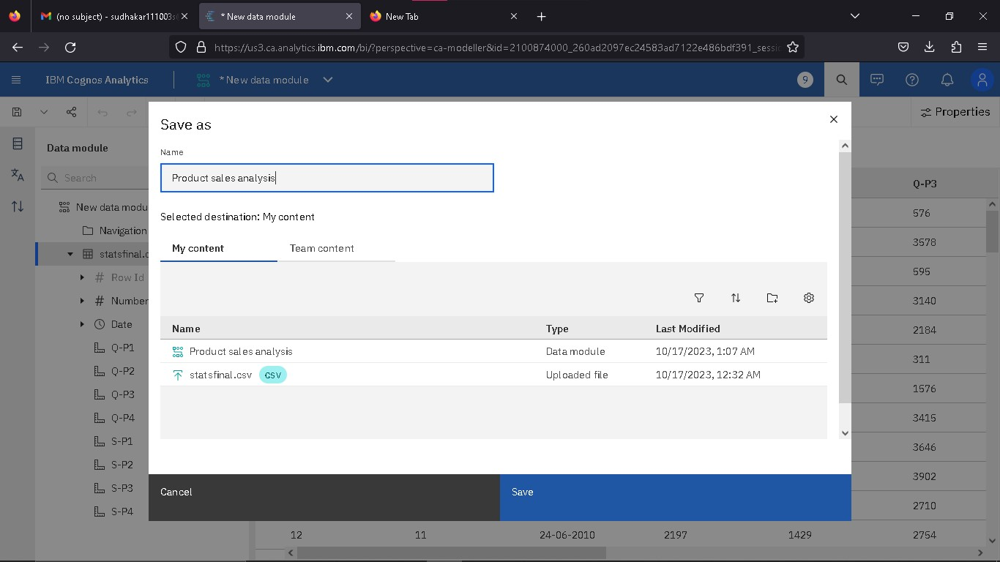 (no subject) - sudhakar111003s
* New data module
New Tab
https://us3.ca.analytics.ibm.com/bi/?perspective=ca-modeller&id=2100874000_260ad2097ec24583ad7122e486bdf391_sessi
IBM Cognos Analytics
* New data module
9
Properties
Save as
Name
Product sales analysis
Selected destination: My content
My content
Team content
Name Type Last Modified
Product sales analysis Data module 10/17/2023, 1:07 AM
statsfinal.csv CSV Uploaded file 10/17/2023, 12:32 AM
Cancel
Save
Data module
Search
New data modu
Navigation
statsfinal.c
Row Id
Number
Date
Q-P1
Q-P2
Q-P3
Q-P4
S-P1
S-P2
S-P3
S-P4
Q-P3
576
3578
595
3140
2184
311
1576
3415
3646
3902
2710
12 11 24-06-2010 2197 1429 2754